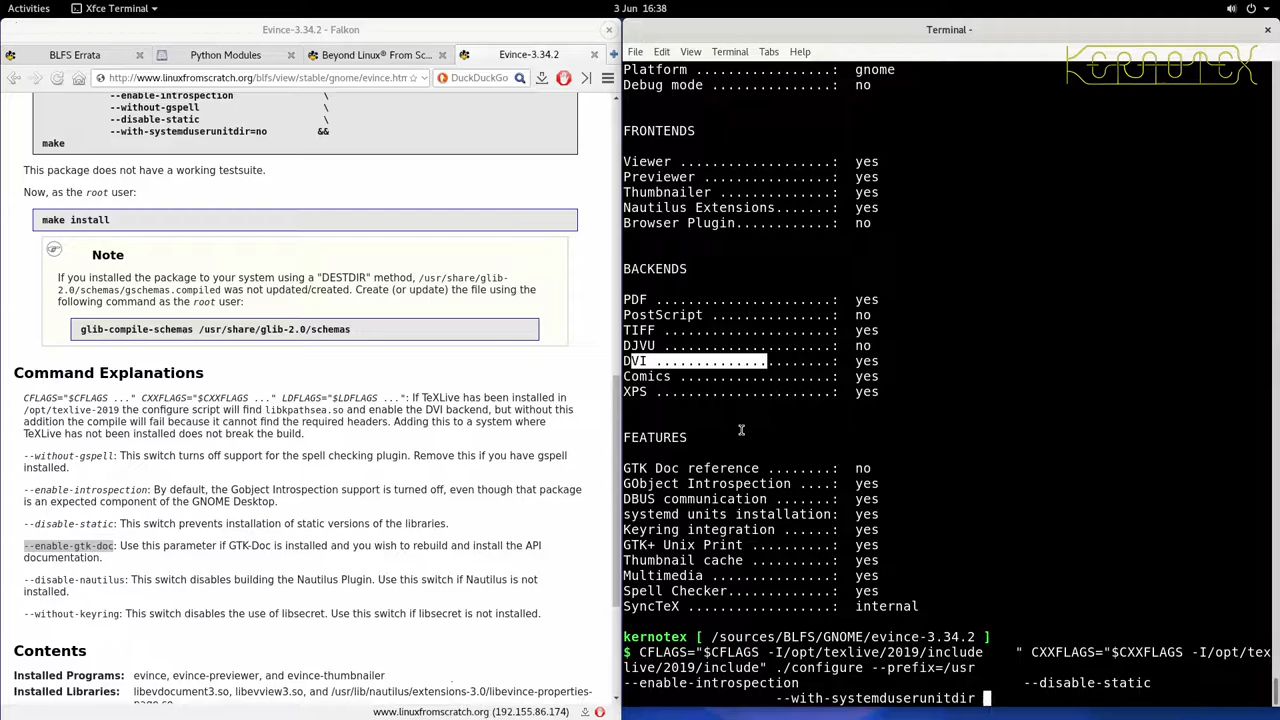 Activities Xfce Terminal 3 Jun 16:38
Evince-3.34.2 - Falkon
BLFS Errata Python Modules Beyond Linux® From Sc... Evince-3.34.2
http://www.linuxfromscratch.org/blfs/view/stable/gnome/evince.htm DuckDuckGo
--enable-introspection \
--without-gspell \
--disable-static \
--with-systemduserunitdir=no &&
make
This package does not have a working testsuite.
Now, as the root user:
make install
Note
If you installed the package to your system using a "DESTDIR" method, /usr/share/glib-
2.0/schemas/gschemas.compiled was not updated/created. Create (or update) the file using the
following command as the root user:
glib-compile-schemas /usr/share/glib-2.0/schemas
Command Explanations
CFLAGS="$CFLAGS ..." CXXFLAGS="$CXXFLAGS ..." LDFLAGS="$LDFLAGS ...": If TeXLive has been installed in
/opt/texlive-2019 the configure script will find libkpathsea.so and enable the DVI backend, but without this
addition the compile will fail because it cannot find the required headers. Adding this to a system where
TeXLive has not been installed does not break the build.
--without-gspell: This switch turns off support for the spell checking plugin. Remove this if you have gspell
installed.
--enable-introspection: By default, the Gobject Introspection support is turned off, even though that package
is an expected component of the GNOME Desktop.
--disable-static: This switch prevents installation of static versions of the libraries.
--enable-gtk-doc: Use this parameter if GTK-Doc is installed and you wish to rebuild and install the API
documentation.
--disable-nautilus: This switch disables building the Nautilus Plugin. Use this switch if Nautilus is not
installed.
--without-keyring: This switch disables the use of libsecret. Use this switch if libsecret is not installed.
Contents
Installed Programs: evince, evince-previewer, and evince-thumbnailer
Installed Libraries: libevdocument3.so, libevview3.so, and /usr/lib/nautilus/extensions-3.0/libevince-properties-
www.linuxfromscratch.org (192.155.86.174)
Terminal -
File Edit View Terminal Tabs Help
KERNOTEX
Platform ...................: gnome
Debug mode .................: no
FRONTENDS
Viewer .....................: yes
Previewer ..................: yes
Thumbnailer ................: yes
Nautilus Extensions.........: yes
Browser Plugin..............: no
BACKENDS
PDF ........................: yes
PostScript .................: no
TIFF .......................: yes
DJVU .......................: no
DVI ........................: yes
Comics .....................: yes
XPS ........................: yes
FEATURES
GTK Doc reference ..........: no
GObject Introspection ......: yes
DBUS communication .........: yes
systemd units installation..: yes
Keyring integration ........: yes
GTK+ Unix Print ............: yes
Thumbnail cache ............: yes
Multimedia .................: yes
Spell Checker...............: yes
SyncTeX ....................: internal
kernotex [ /sources/BLFS/GNOME/evince-3.34.2 ]
$ CFLAGS="$CFLAGS -I/opt/texlive/2019/include " CXXFLAGS="$CXXFLAGS -I/opt/tex
live/2019/include" ./configure --prefix=/usr
--enable-introspection --disable-static
--with-systemduserunitdir